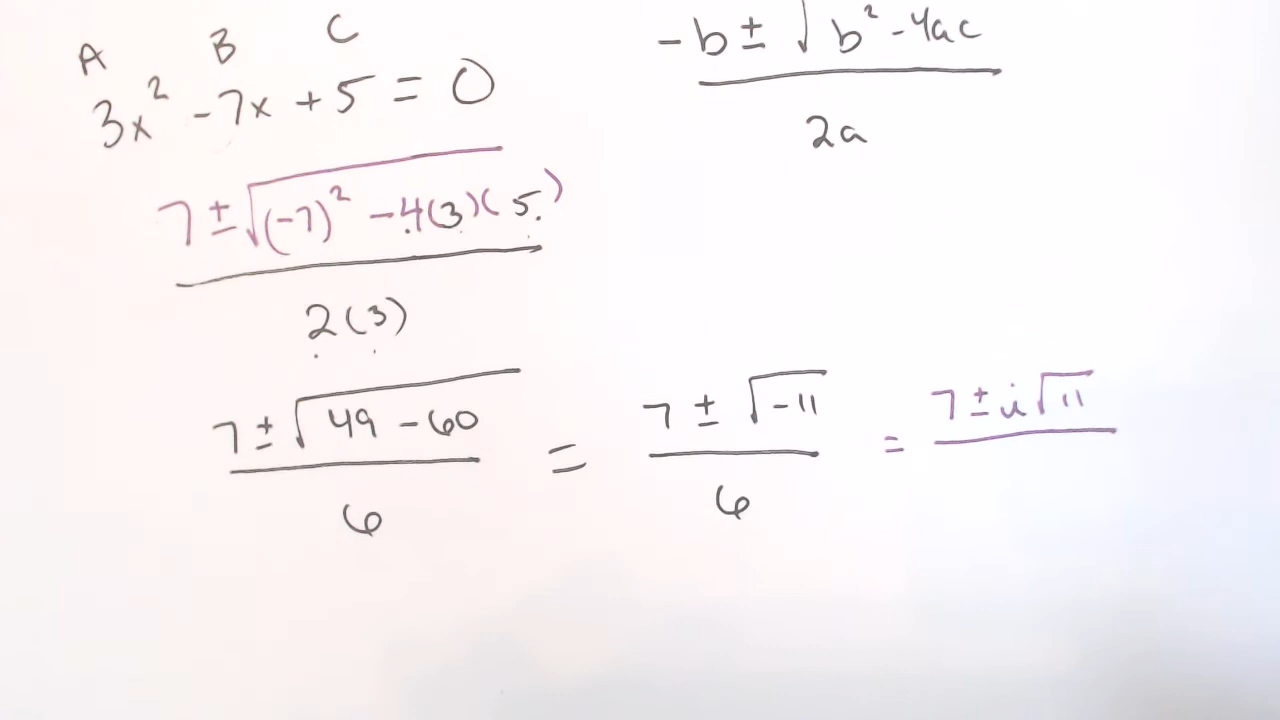 A B C
3x² - 7x + 5 = 0
-b ± √b² - 4ac
2a
7 ± √(-7)² - 4(3)(5)
2(3)
7 ± √49 - 60 = 7 ± √-11 = 7 ± i√11
6 6